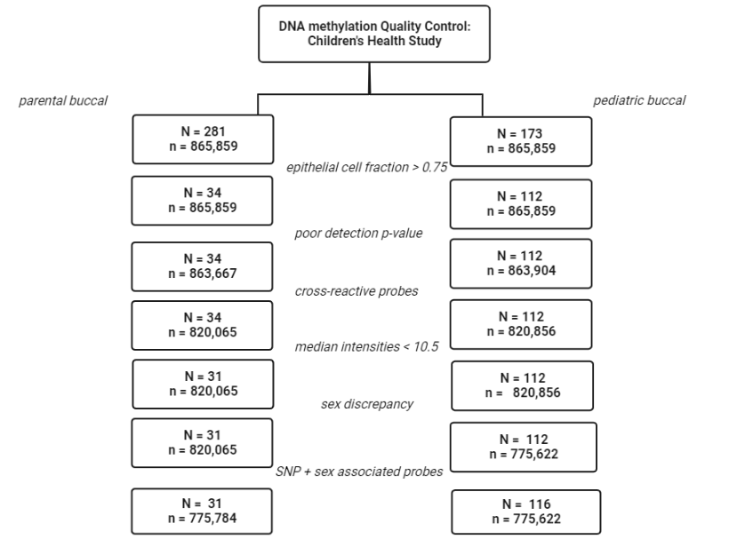 DNA methylation Quality Control:
Children's Health Study
parental buccal
pediatric buccal
N = 281
n = 865,859
N = 173
n = 865,859
epithelial cell fraction > 0.75
N = 34
n = 865,859
N = 112
n = 865,859
poor detection p-value
N = 34
n = 863,667
N = 112
n = 863,904
cross-reactive probes
N = 34
n = 820,065
N = 112
n = 820,856
median intensities < 10.5
N = 31
n = 820,065
N = 112
n = 820,856
sex discrepancy
N = 31
n = 820,065
N = 112
n = 775,622
SNP + sex associated probes
N = 31
n = 775,784
N = 116
n = 775,622